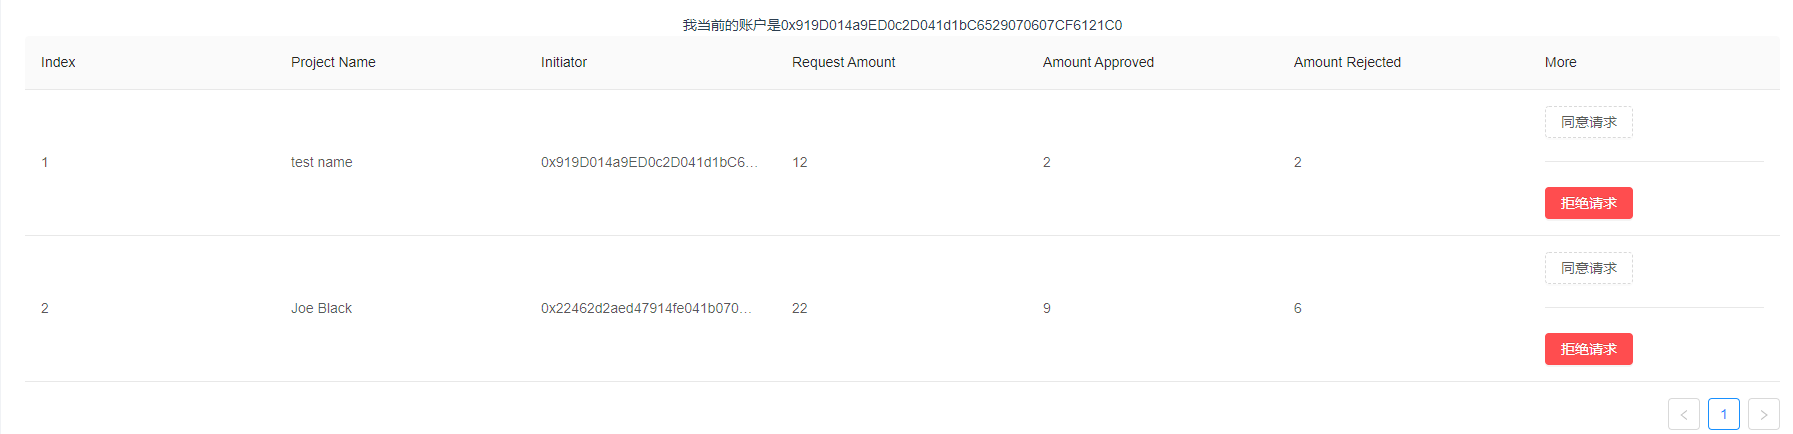 我当前的账户是0x919D014a9ED0c2D041d1bC6529070607CF6121C0
Index Project Name Initiator Request Amount Amount Approved Amount Rejected More
同意请求
1 test name 0x919D014a9ED0c2D041d1bC6... 12 2 2
拒绝请求
同意请求
2 Joe Black 0x22462d2aed47914fe041b070... 22 9 6
拒绝请求
< 1 >